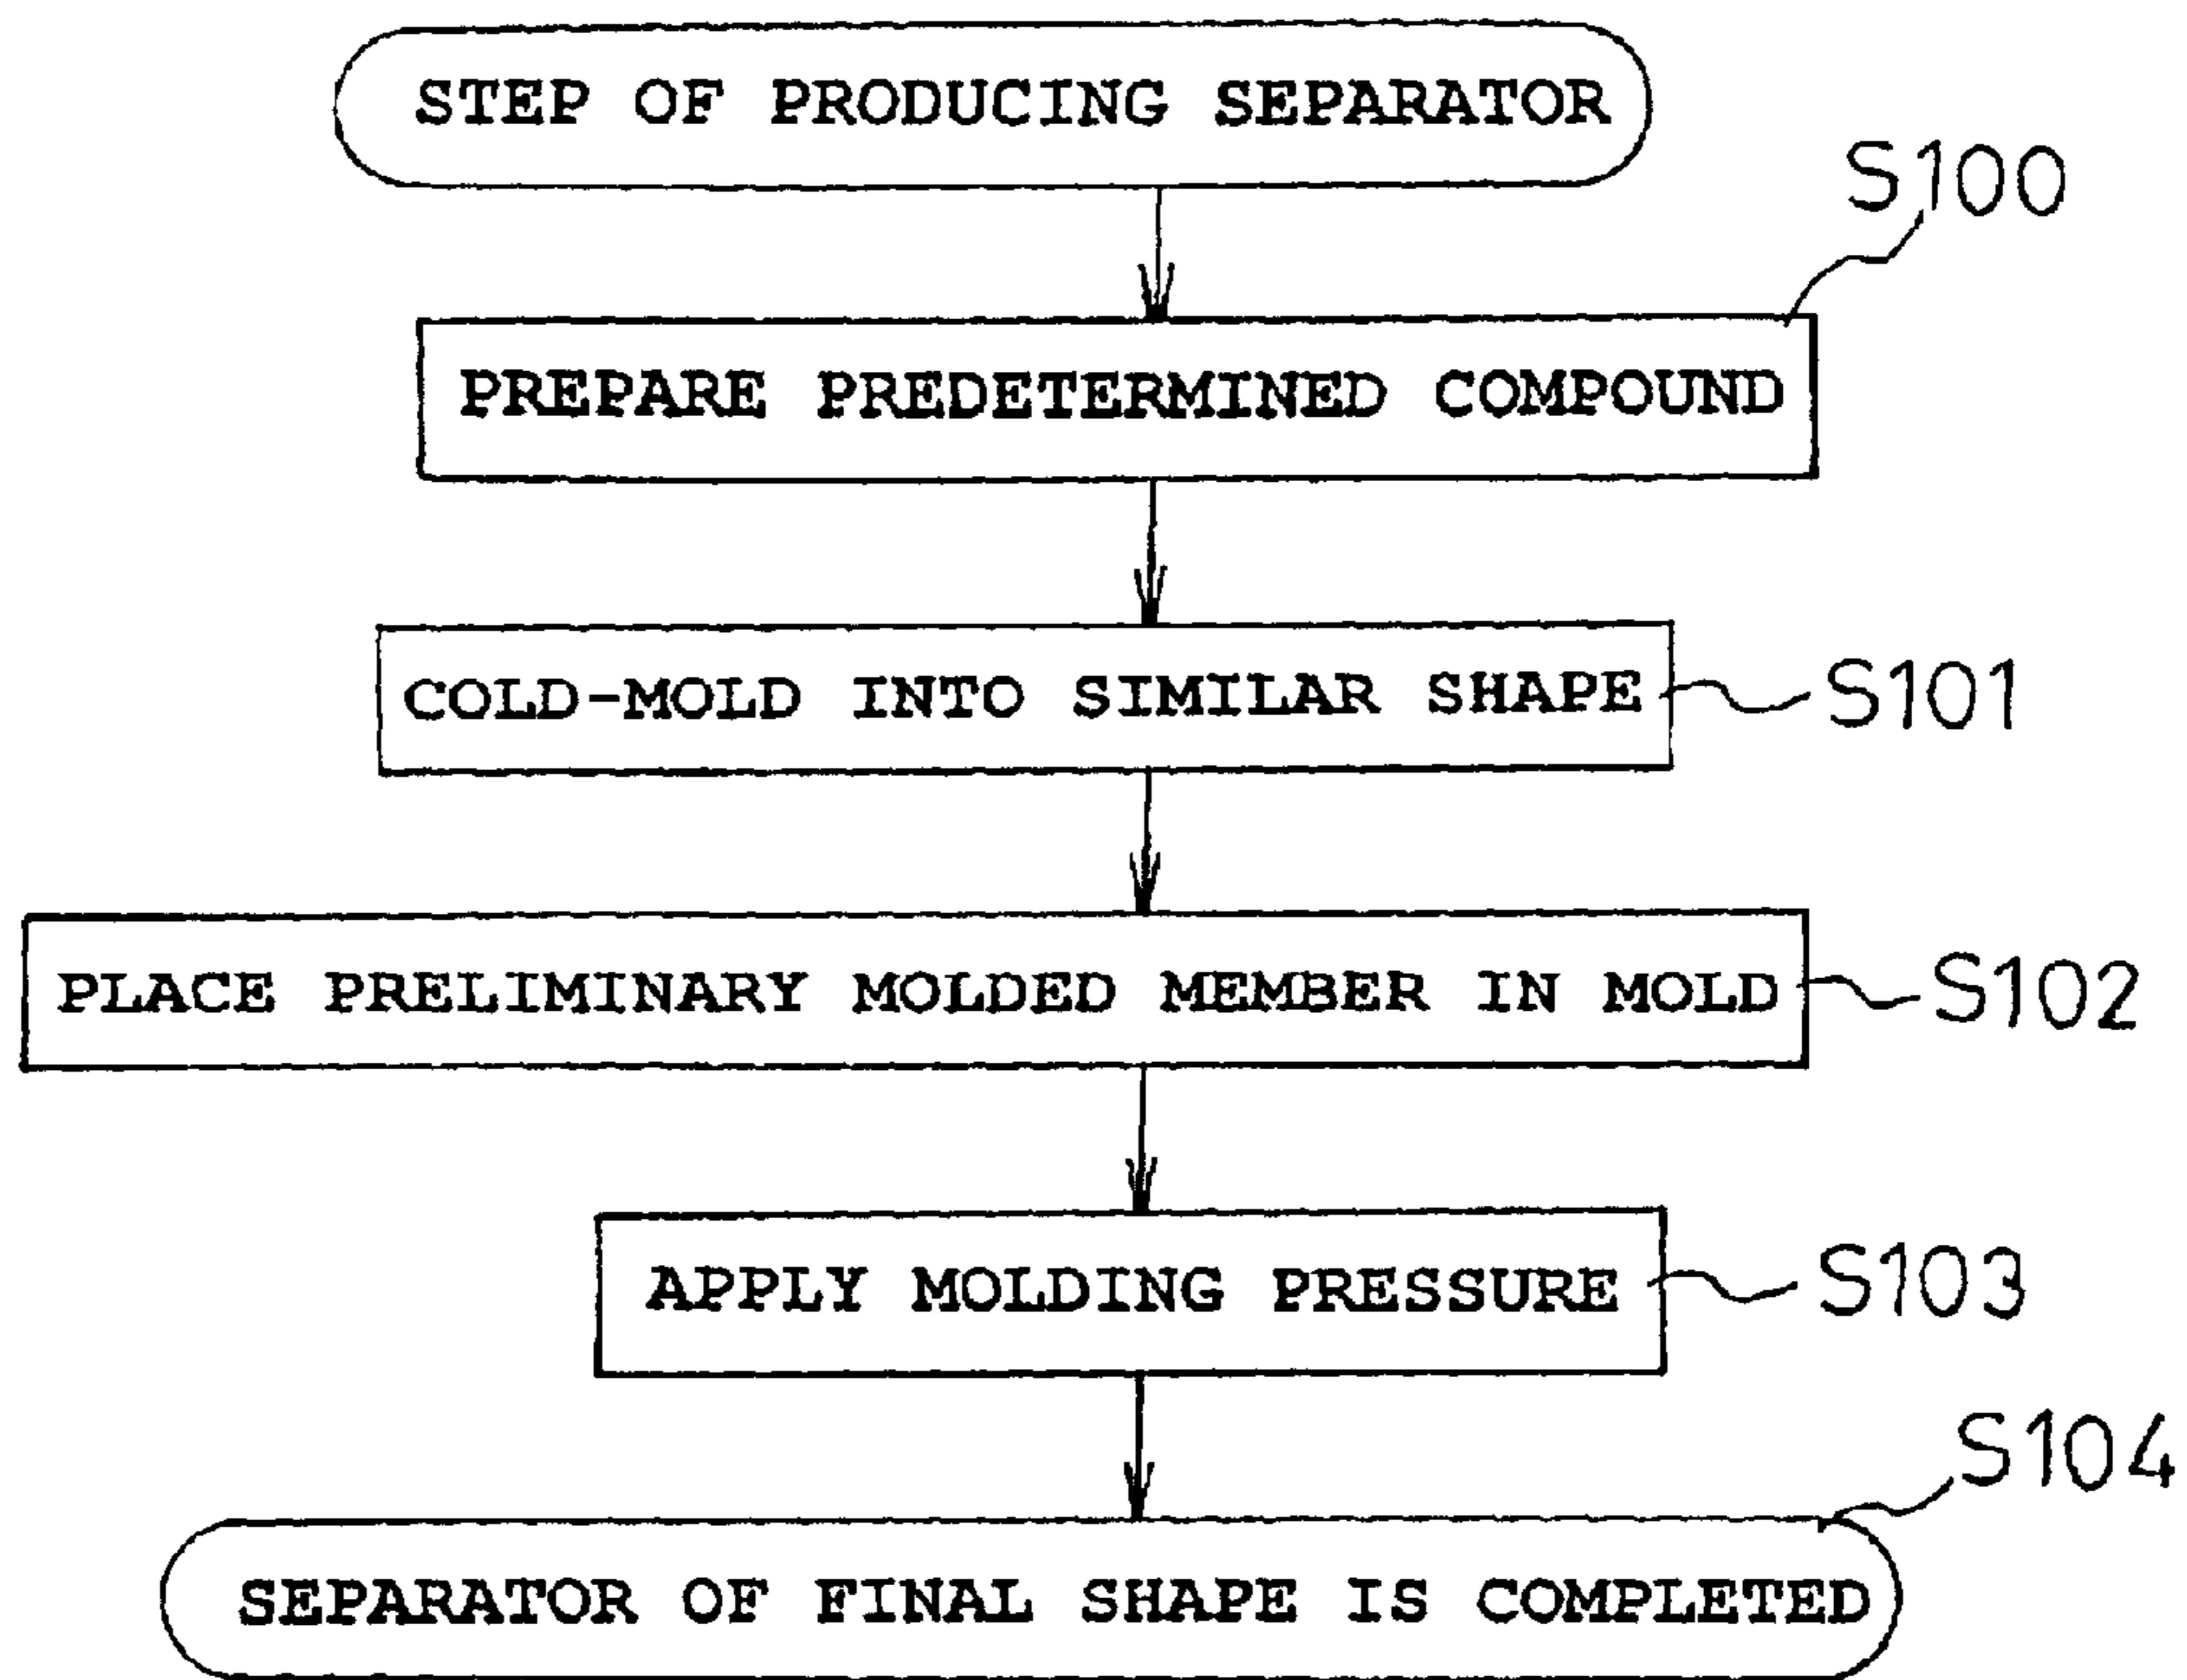 STEP OF PRODUCING SEPARATOR
S100
PREPARE PREDETERMINED COMPOUND
COLD-MOLD INTO SIMILAR SHAPE
S101
PLACE PRELIMINARY MOLDED MEMBER IN MOLD
S102
APPLY MOLDING PRESSURE
S103
S104
SEPARATOR OF FINAL SHAPE IS COMPLETED